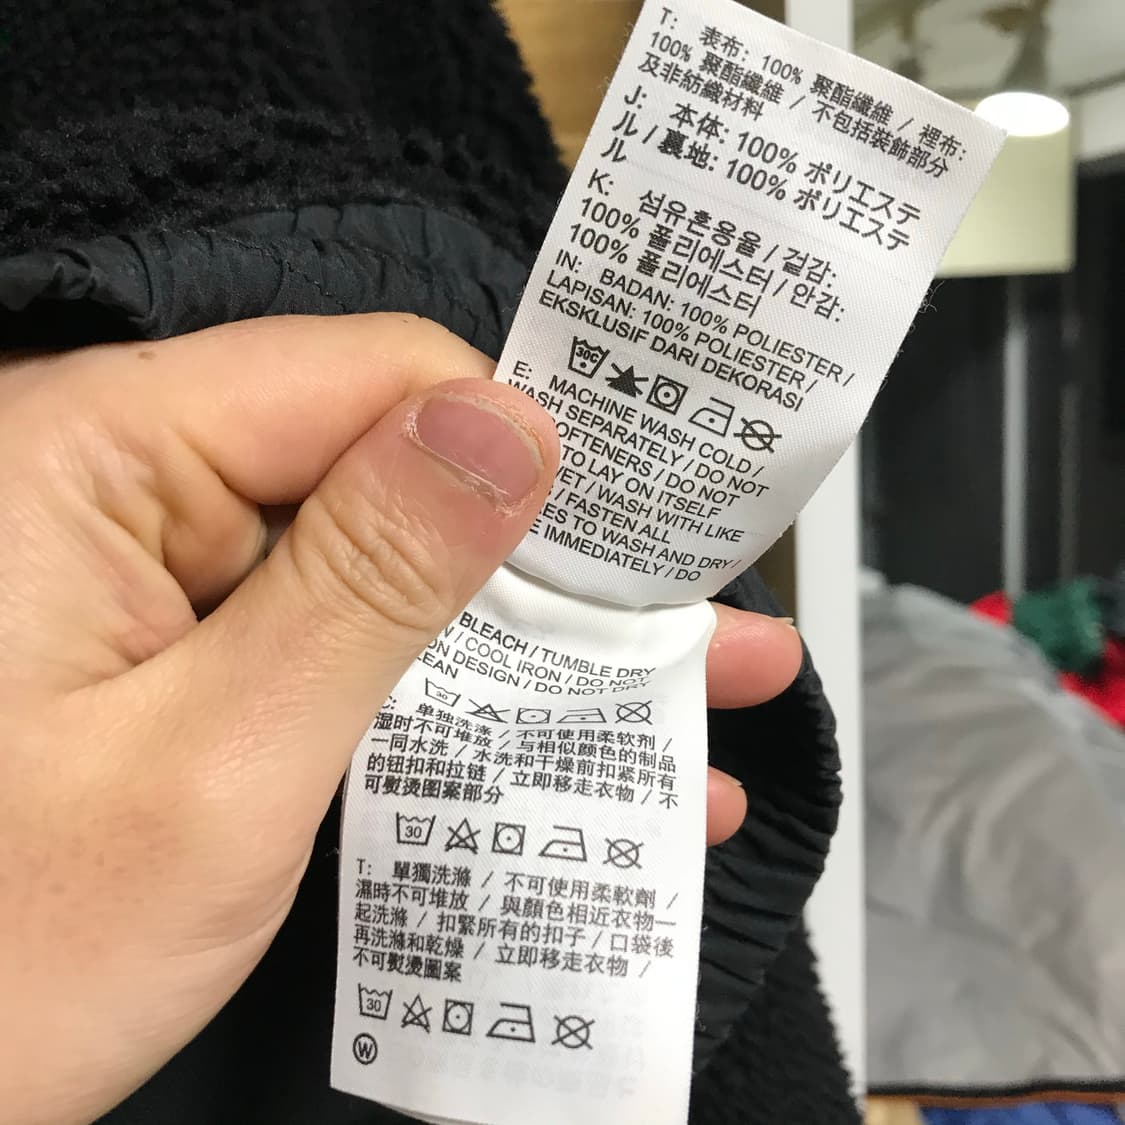 T: 表布: 100% 聚酯纖維 / 裡布:
100% 聚酯纖維 / 不包括裝飾部分
及非紡織材料
J: 本体: 100% ポリエステ
ル / 裏地: 100% ポリエステ
ル
K: 섬유혼용율 / 겉감:
100% 폴리에스터 / 안감:
100% 폴리에스터
IN: BADAN: 100% POLIESTER /
LAPISAN: 100% POLIESTER /
EKSKLUSIF DARI DEKORASI
30C
E: MACHINE WASH COLD /
WASH SEPARATELY / DO NOT
SOFTENERS / DO NOT
TO LAY ON ITSELF
WET / WASH WITH LIKE
/ FASTEN ALL
TO WASH AND DRY /
IMMEDIATELY / DO
BLEACH / TUMBLE DRY
/ COOL IRON / DO NOT
ON DESIGN / DO NOT DRY
30
单独洗涤 / 不可使用柔软剂 /
湿时不可堆放 / 与相似颜色的制品
一同水洗 / 水洗和干燥前扣紧所有
的钮扣和拉链 / 立即移走衣物 / 不
可熨烫图案部分
30
T: 單獨洗滌 / 不可使用柔軟劑 /
濕時不可堆放 / 與顏色相近衣物一
起洗滌 / 扣緊所有的扣子 / 口袋後
再洗滌和乾燥 / 立即移走衣物 /
不可熨燙圖案
30
W